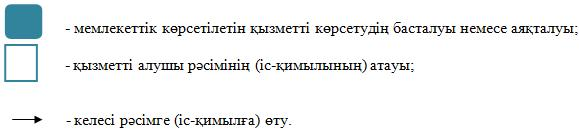 - мемлекеттік көрсетілетін қызметті көрсетудің басталуы немесе аяқталуы;
- қызметті алушы рәсімінің (іс-қимылының) атауы;
- келесі рәсімге (іс-қимылға) өту.